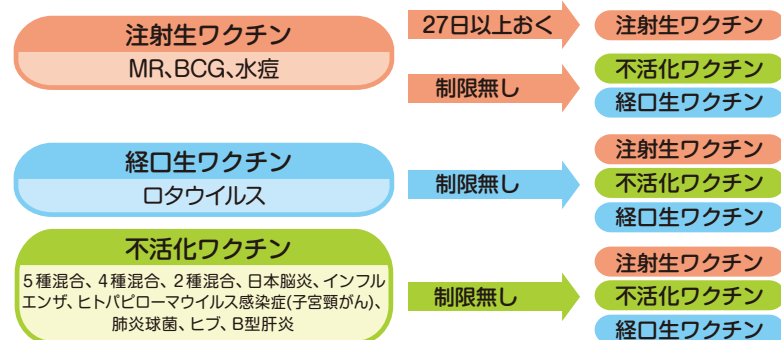 注射生ワクチン
MR、BCG、水痘
27日以上おく
注射生ワクチン
制限無し
不活化ワクチン
経口生ワクチン
経口生ワクチン
ロタウイルス
制限無し
注射生ワクチン
不活化ワクチン
経口生ワクチン
不活化ワクチン
5種混合、4種混合、2種混合、日本脳炎、インフル
エンザ、ヒトパピローマウイルス感染症(子宮頸がん)、
肺炎球菌、ヒブ、B型肝炎
制限無し
注射生ワクチン
不活化ワクチン
経口生ワクチン